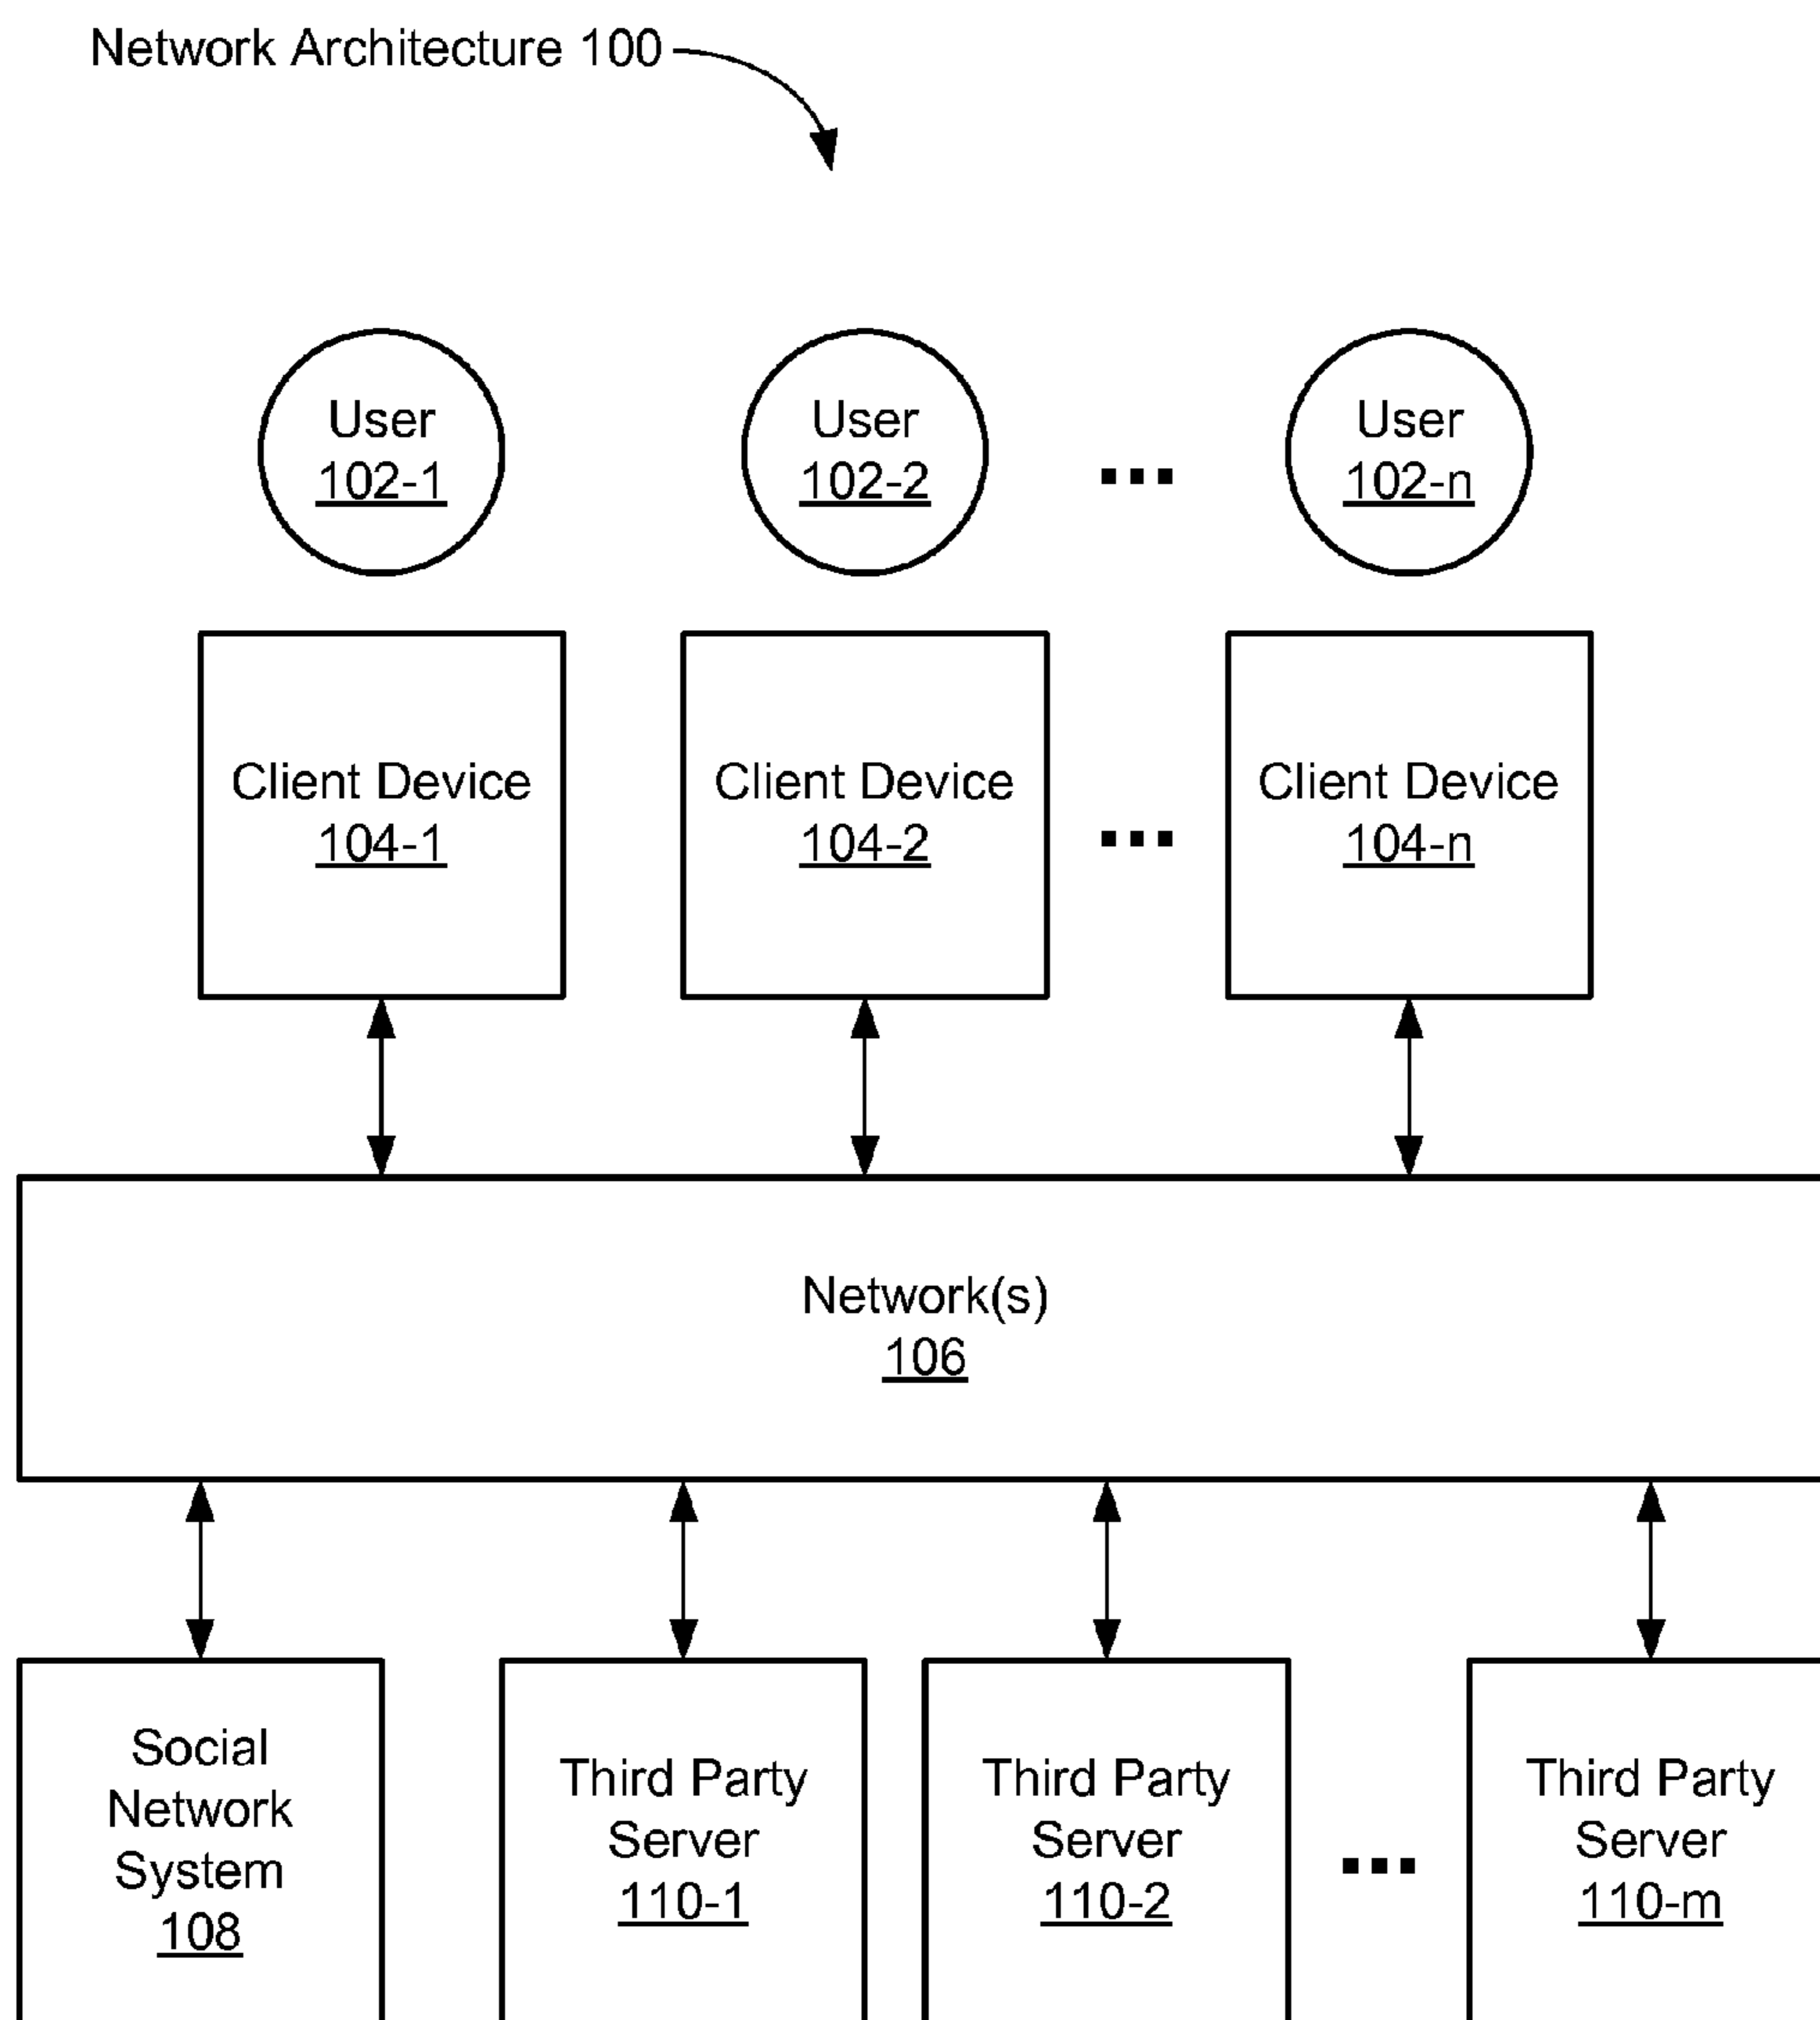 Network Architecture 100
User
102-1
User
102-2
...
User
102-n
Client Device
104-1
Client Device
104-2
...
Client Device
104-n
Network(s)
106
Social
Network
System
108
Third Party
Server
110-1
Third Party
Server
110-2
...
Third Party
Server
110-m